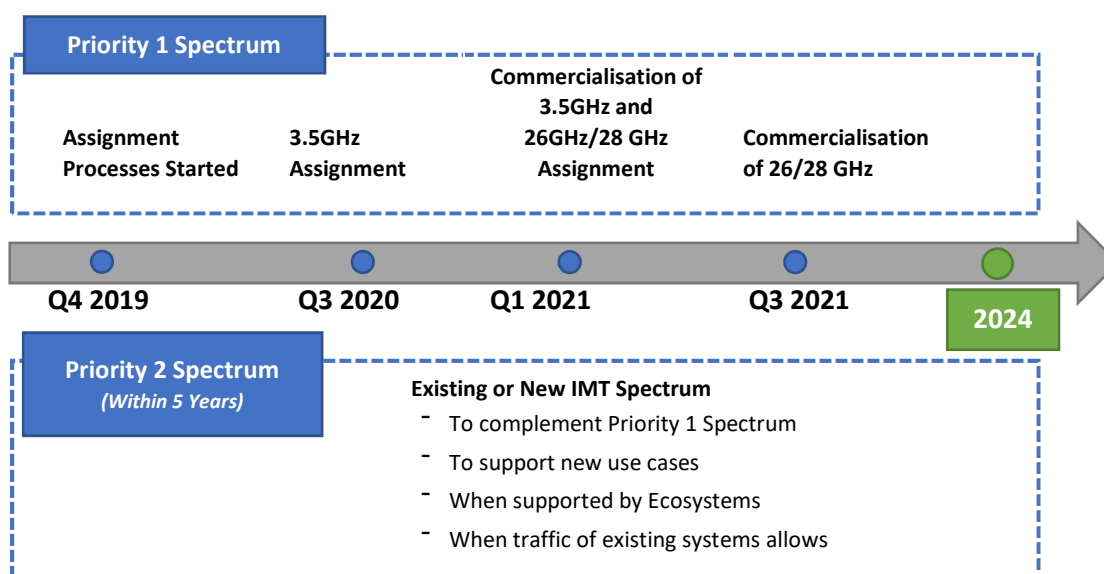 Priority 1 Spectrum
Commercialisation of
3.5GHz and
26GHz/28 GHz
Assignment
Assignment
Processes Started
3.5GHz
Assignment
Commercialisation
of 26/28 GHz
Q4 2019
Q3 2020
Q1 2021
Q3 2021
2024
Priority 2 Spectrum
(Within 5 Years)
Existing or New IMT Spectrum
- To complement Priority 1 Spectrum
- To support new use cases
- When supported by Ecosystems
- When traffic of existing systems allows